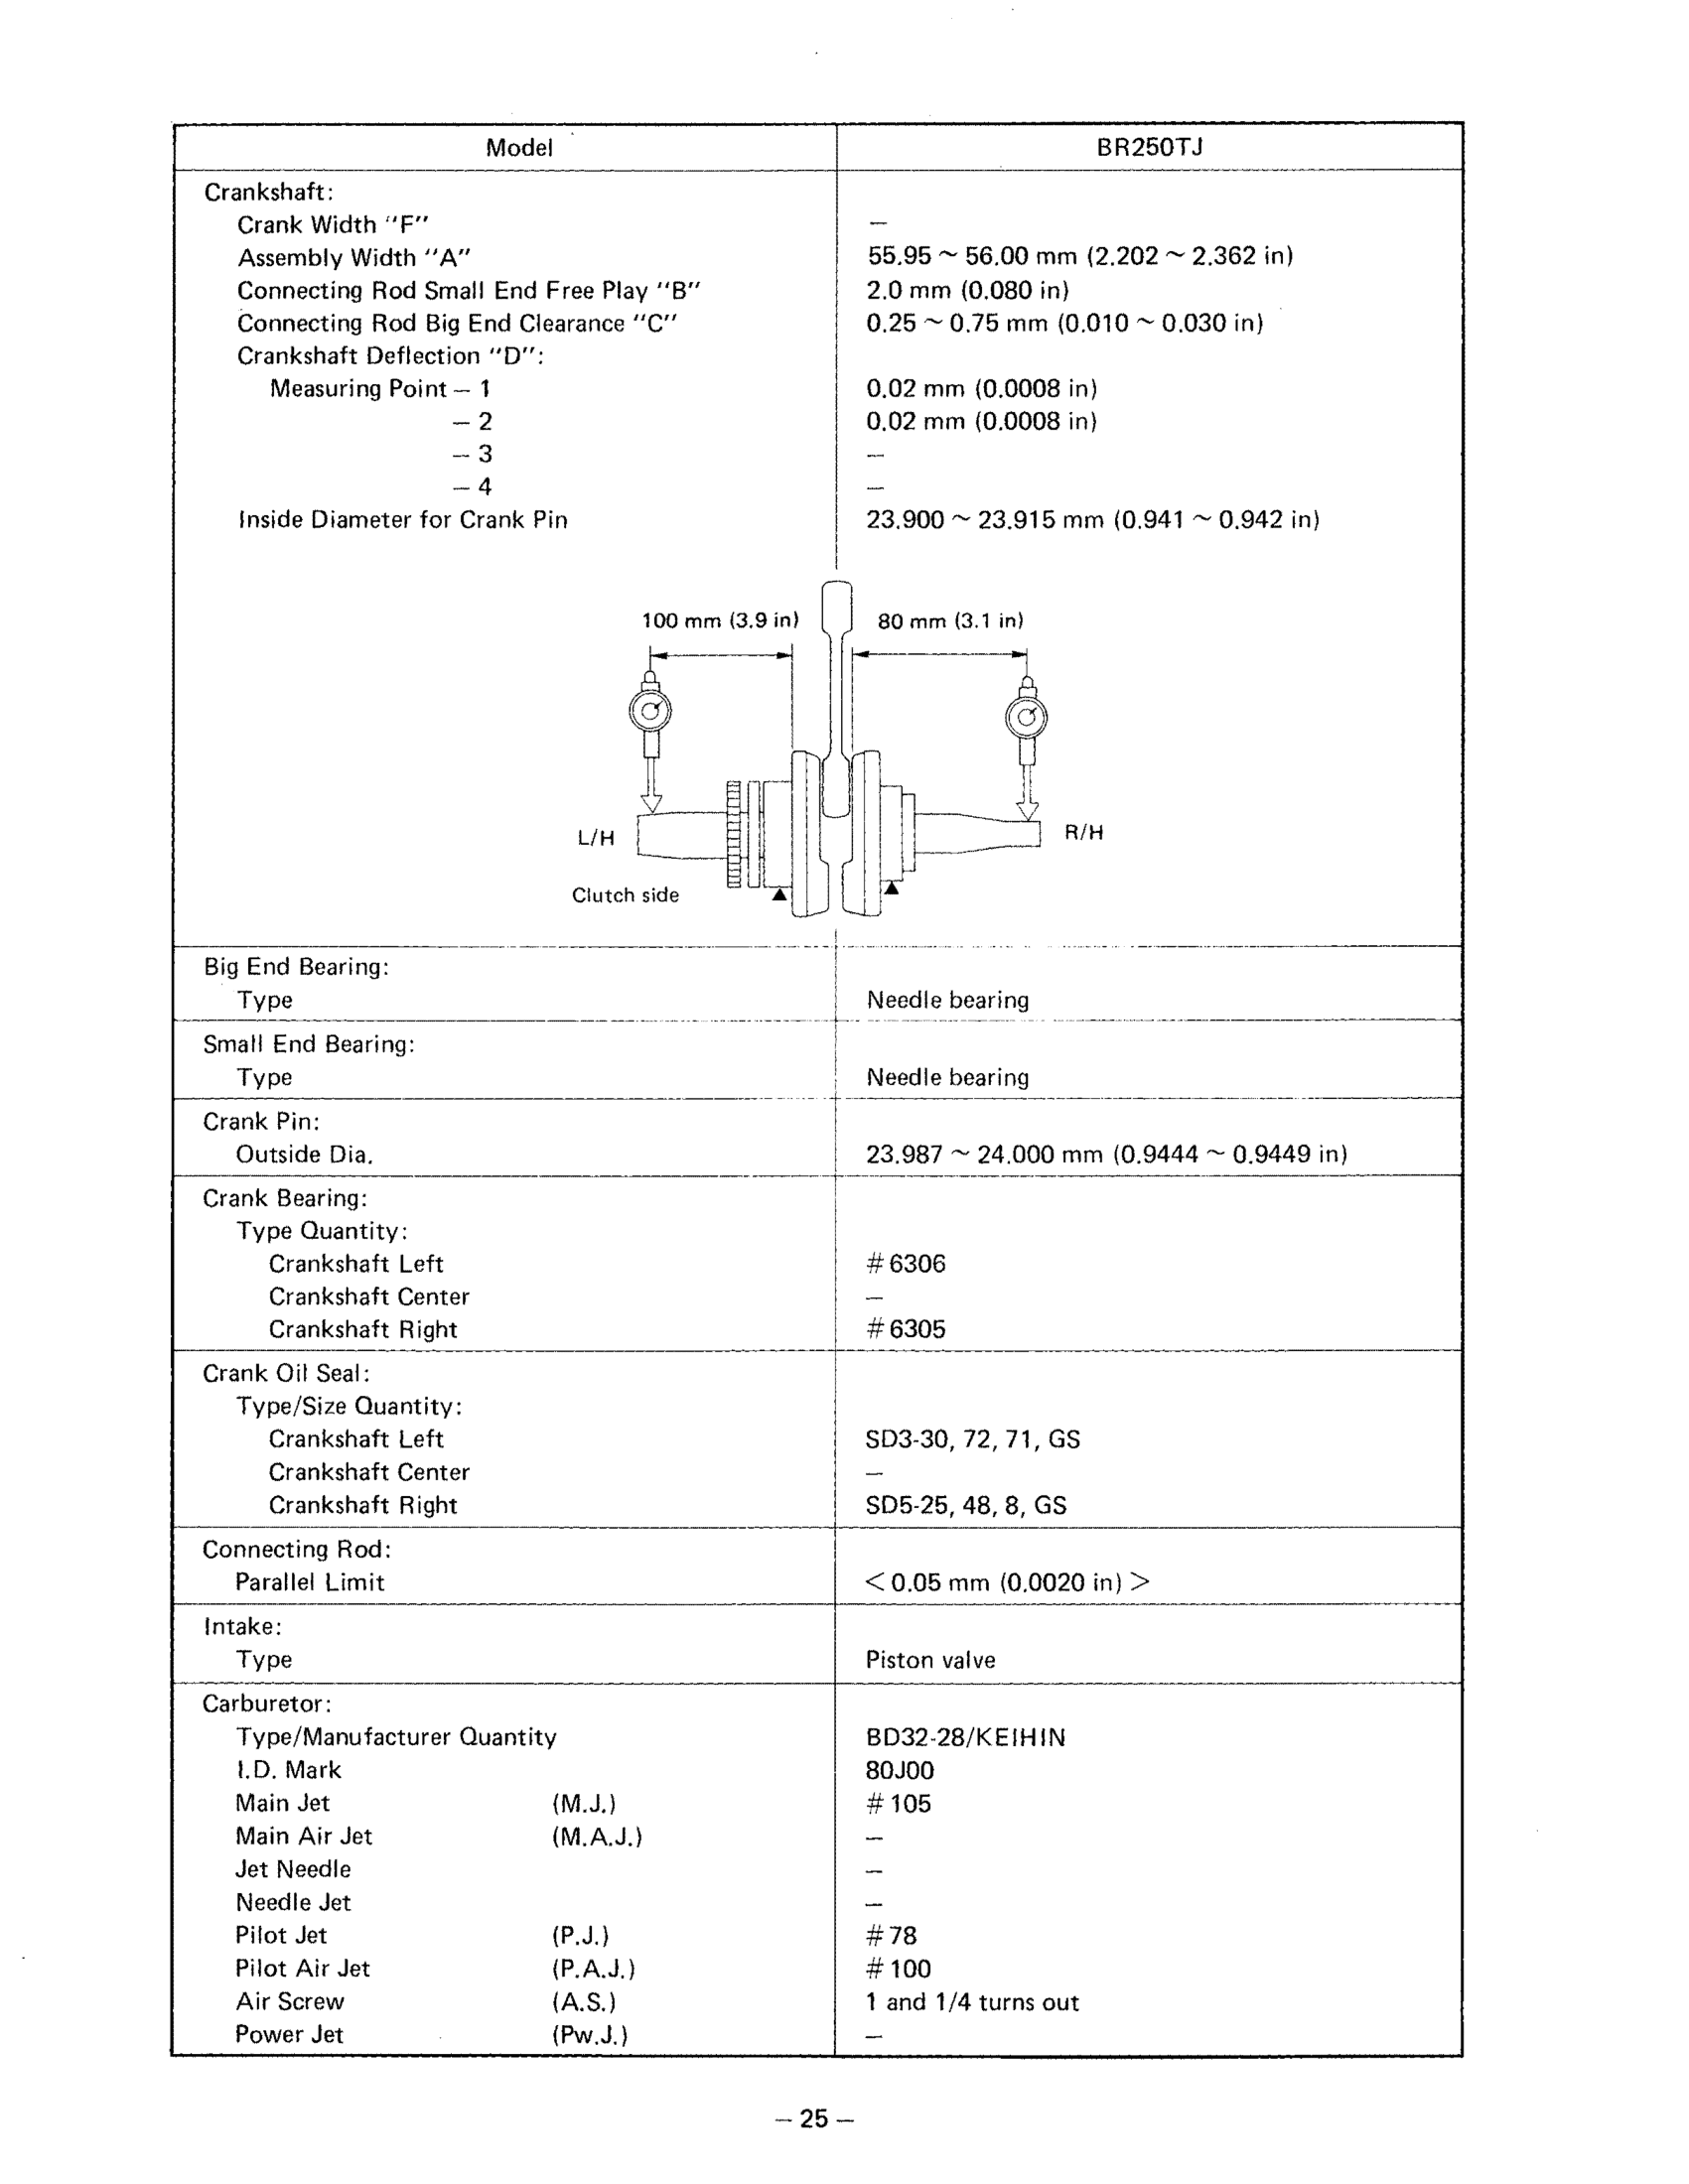 Model BR250TJ
Crankshaft:
Crank Width "F" –
Assembly Width "A" 55.95 ~ 56.00 mm (2.202 ~ 2.362 in)
Connecting Rod Small End Free Play "B" 2.0 mm (0.080 in)
Connecting Rod Big End Clearance "C" 0.25 ~ 0.75 mm (0.010 ~ 0.030 in)
Crankshaft Deflection "D":
Measuring Point – 1 0.02 mm (0.0008 in)
– 2 0.02 mm (0.0008 in)
– 3 –
– 4 –
Inside Diameter for Crank Pin 23.900 ~ 23.915 mm (0.941 ~ 0.942 in)
100 mm (3.9 in) 80 mm (3.1 in)
L/H R/H
Clutch side
Big End Bearing:
Type Needle bearing
Small End Bearing:
Type Needle bearing
Crank Pin:
Outside Dia. 23.987 ~ 24.000 mm (0.9444 ~ 0.9449 in)
Crank Bearing:
Type Quantity:
Crankshaft Left #6306
Crankshaft Center –
Crankshaft Right #6305
Crank Oil Seal:
Type/Size Quantity:
Crankshaft Left SD3-30, 72, 71, GS
Crankshaft Center –
Crankshaft Right SD5-25, 48, 8, GS
Connecting Rod:
Parallel Limit <0.05 mm (0.0020 in)>
Intake:
Type Piston valve
Carburetor:
Type/Manufacturer Quantity BD32-28/KEIHIN
I.D. Mark 80J00
Main Jet (M.J.) #105
Main Air Jet (M.A.J.) –
Jet Needle –
Needle Jet –
Pilot Jet (P.J.) #78
Pilot Air Jet (P.A.J.) #100
Air Screw (A.S.) 1 and 1/4 turns out
Power Jet (Pw.J.) –
– 25 –